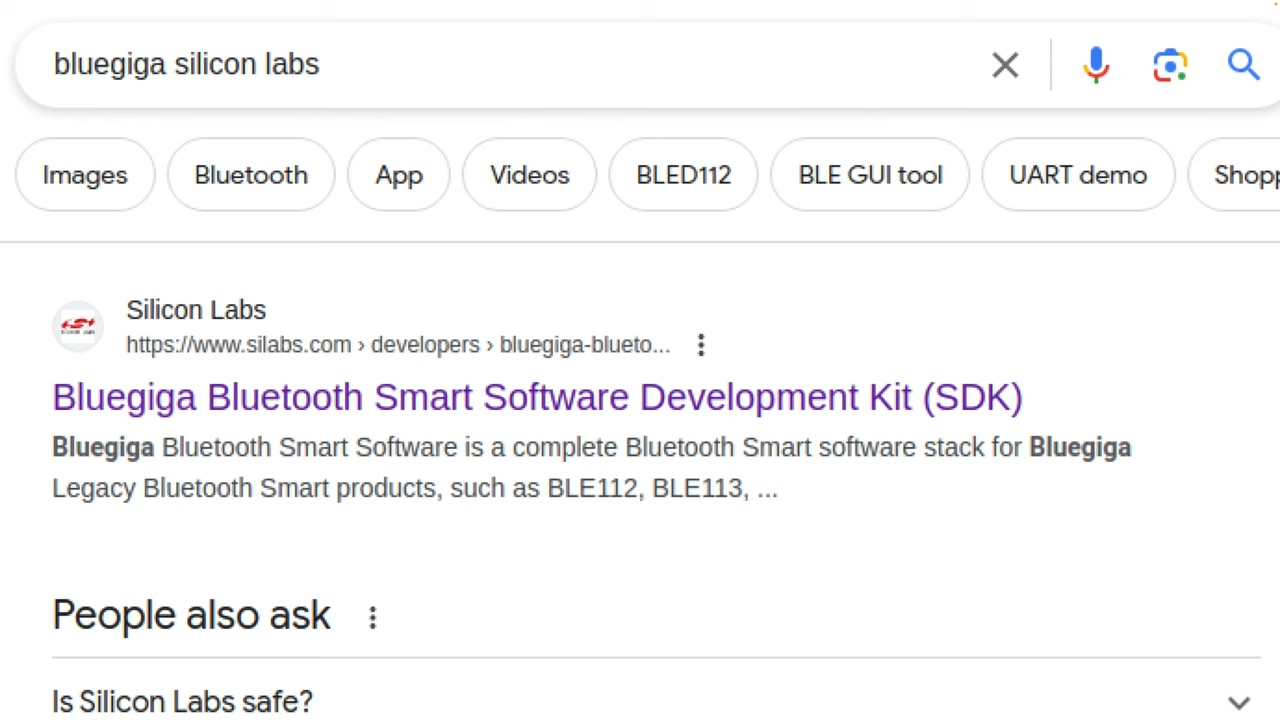 bluegiga silicon labs
Images Bluetooth App Videos BLED112 BLE GUI tool UART demo Shopp
Silicon Labs
https://www.silabs.com › developers › bluegiga-blueto...
Bluegiga Bluetooth Smart Software Development Kit (SDK)
Bluegiga Bluetooth Smart Software is a complete Bluetooth Smart software stack for Bluegiga
Legacy Bluetooth Smart products, such as BLE112, BLE113, ...
People also ask
Is Silicon Labs safe?